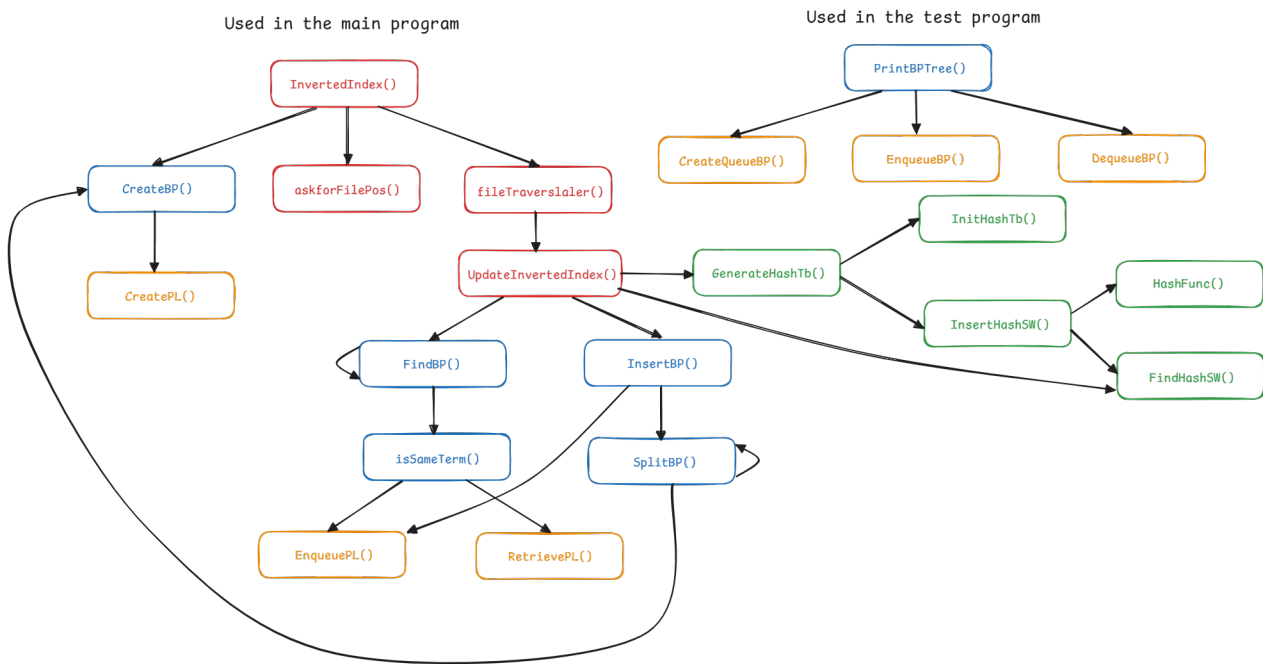 Used in the main program
Used in the test program
InvertedIndex()
PrintBPTree()
CreateQueueBP()
EnqueueBP()
DequeueBP()
CreateBP()
askforFilePos()
fileTraverslaler()
InitHashTb()
CreatePL()
UpdateInvertedIndex()
GenerateHashTb()
HashFunc()
InsertHashSW()
FindBP()
InsertBP()
FindHashSW()
isSameTerm()
SplitBP()
EnqueuePL()
RetrievePL()